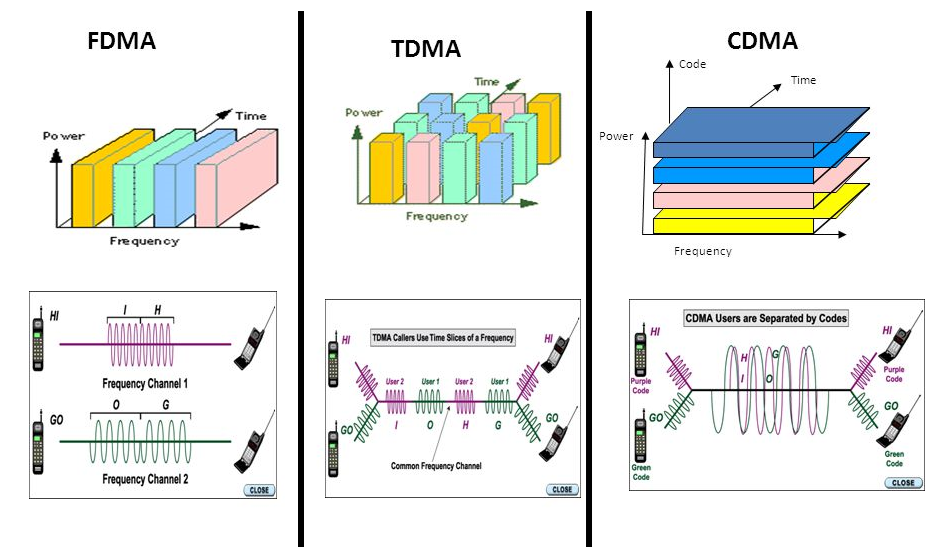 FDMA
Power
Time
Frequency
HI
I H
Frequency Channel 1
GO
O G
Frequency Channel 2
CLOSE
TDMA
Time
Power
Frequency
TDMA Callers Use Time Slices of a Frequency
HI
HI
User 2 User 1 User 2 User 1
GO
I O H G
GO
Common Frequency Channel
CLOSE
CDMA
Code
Time
Power
Frequency
CDMA Users are Separated by Codes
HI
HI
H G
Purple
Code
I O
Purple
Code
GO
GO
Green
Code
Green
Code
CLOSE